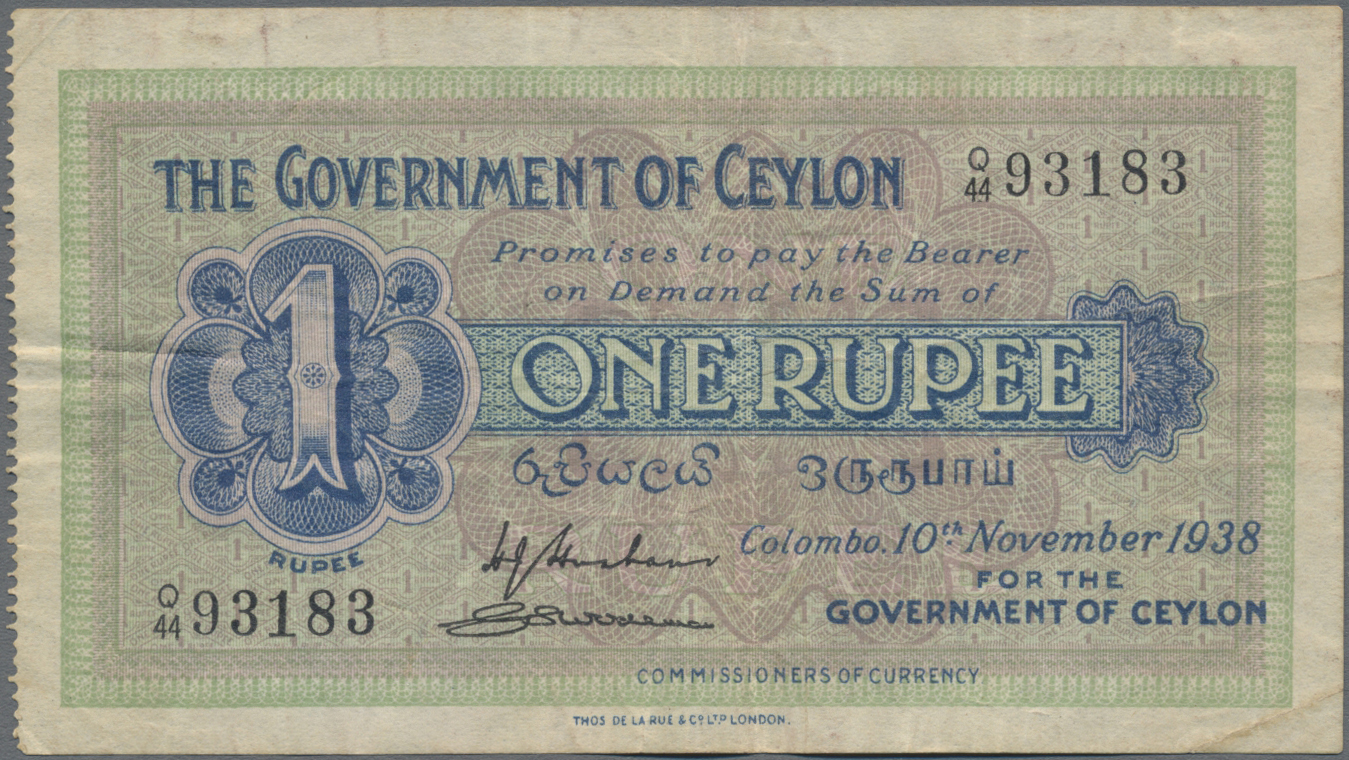 THE GOVERNMENT OF CEYLON
Q/44 93183
Promises to pay the Bearer
on Demand the Sum of
1
ONE RUPEE
රුපියලයි ஒருரூபாய்
RUPEE
Colombo. 10th November 1938
FOR THE
GOVERNMENT OF CEYLON
Q/44 93183
COMMISSIONERS OF CURRENCY
THOS DE LA RUE & CO LTD LONDON.